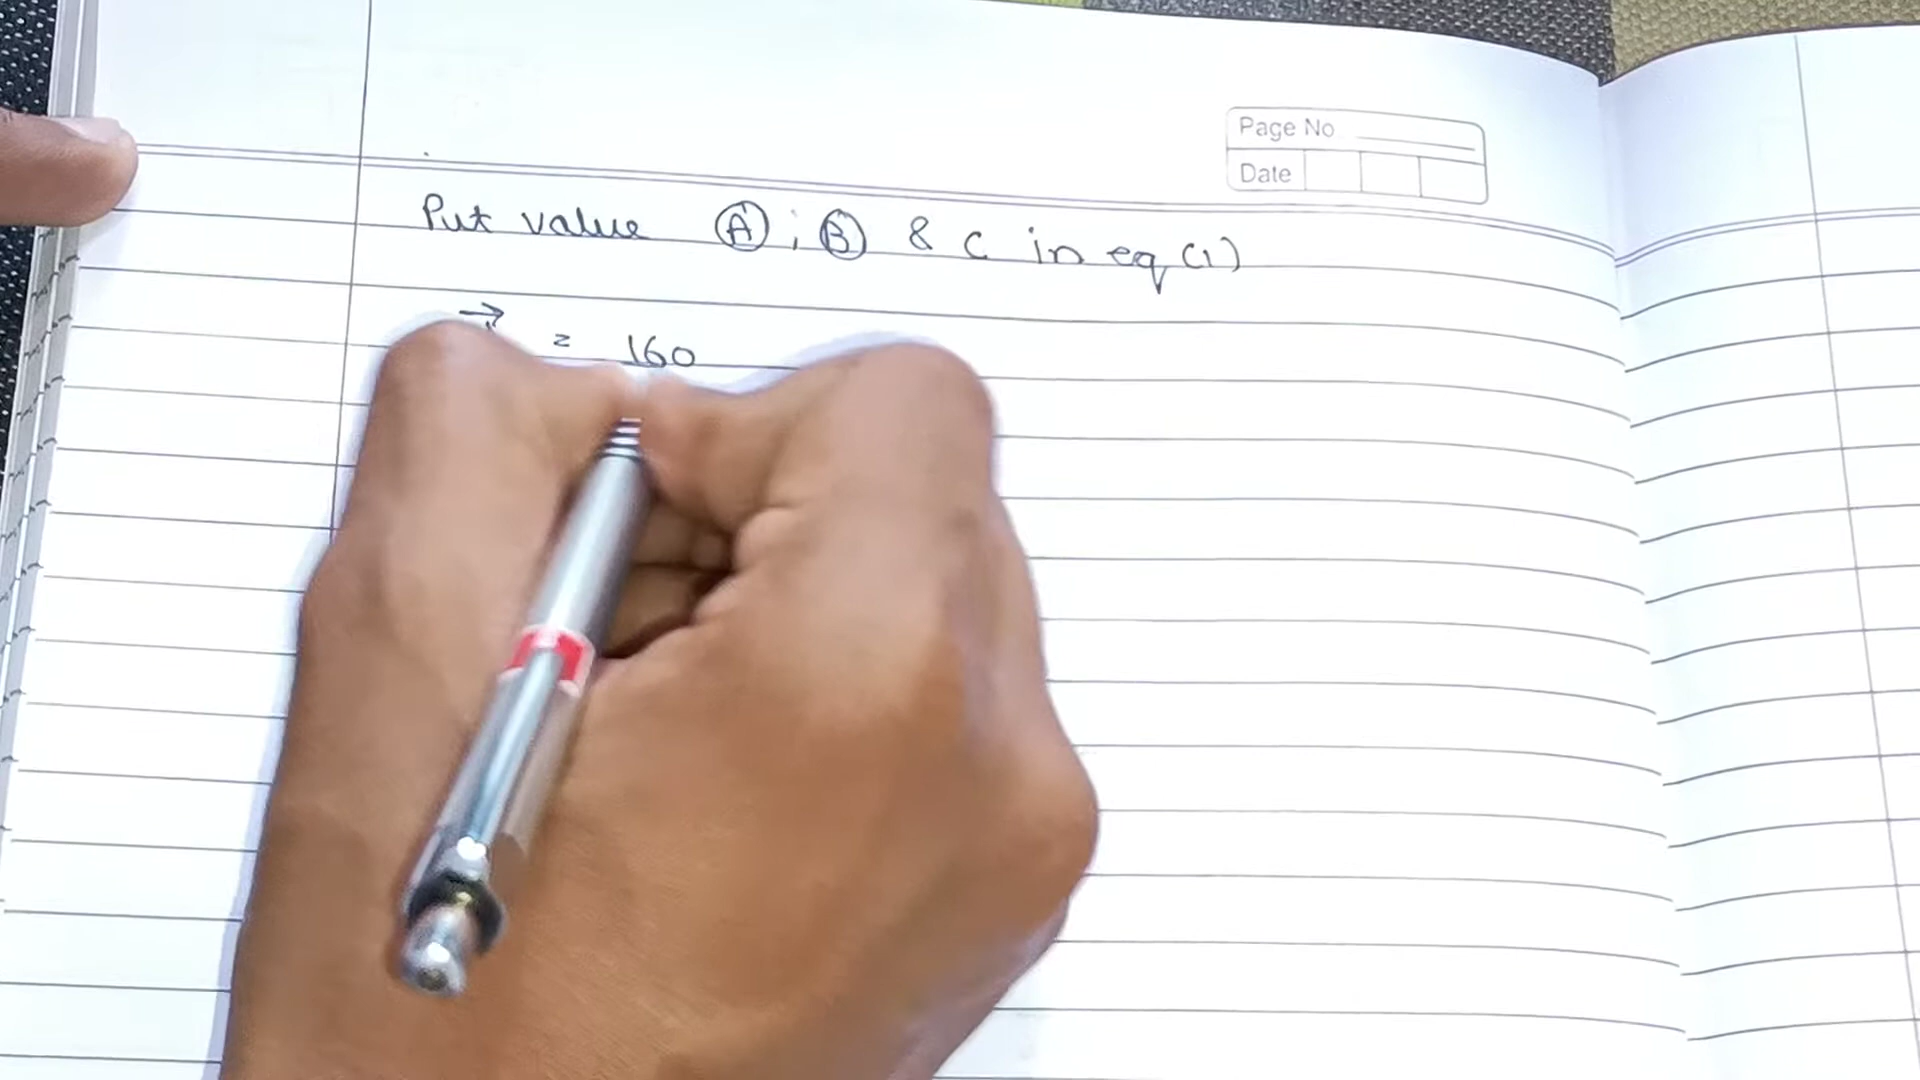 Page No
Date
Put value A ; B & C in eq (1)
= 160